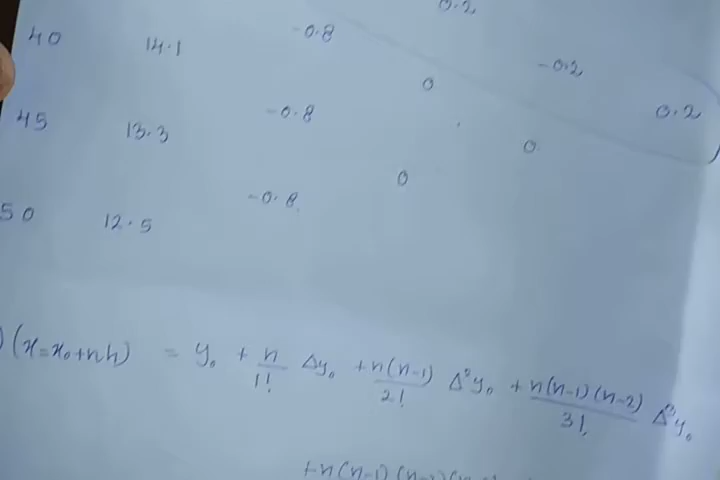 0.2
40 14.1 -0.8
-0.2
0
0.2
45 13.3 -0.8
0
0
50 12.5 -0.8
) (x=x₀+nh) = y₀ + n/1! Δy₀ + n(n-1)/2! Δ²y₀ + n(n-1)(n-2)/3! Δ³y₀
+n(n-1)